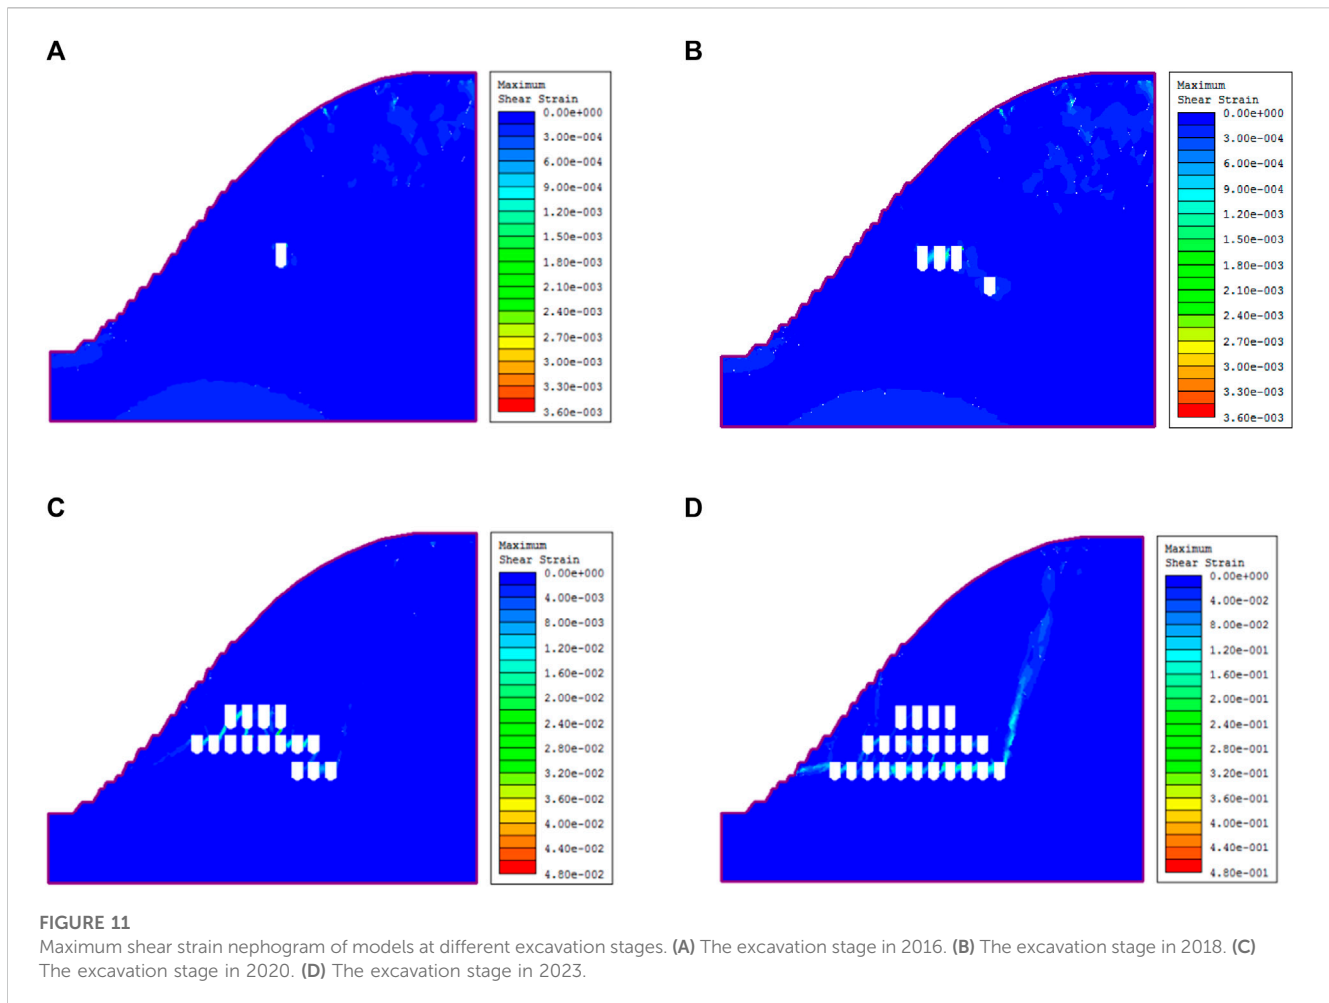 A
Maximum
Shear Strain
0.00e+000
3.00e-004
6.00e-004
9.00e-004
1.20e-003
1.50e-003
1.80e-003
2.10e-003
2.40e-003
2.70e-003
3.00e-003
3.30e-003
3.60e-003
B
Maximum
Shear Strain
0.00e+000
3.00e-004
6.00e-004
9.00e-004
1.20e-003
1.50e-003
1.80e-003
2.10e-003
2.40e-003
2.70e-003
3.00e-003
3.30e-003
3.60e-003
C
Maximum
Shear Strain
0.00e+000
4.00e-003
8.00e-003
1.20e-002
1.60e-002
2.00e-002
2.40e-002
2.80e-002
3.20e-002
3.60e-002
4.00e-002
4.40e-002
4.80e-002
D
Maximum
Shear Strain
0.00e+000
4.00e-002
8.00e-002
1.20e-001
1.60e-001
2.00e-001
2.40e-001
2.80e-001
3.20e-001
3.60e-001
4.00e-001
4.40e-001
4.80e-001
FIGURE 11
Maximum shear strain nephogram of models at different excavation stages. (A) The excavation stage in 2016. (B) The excavation stage in 2018. (C)
The excavation stage in 2020. (D) The excavation stage in 2023.